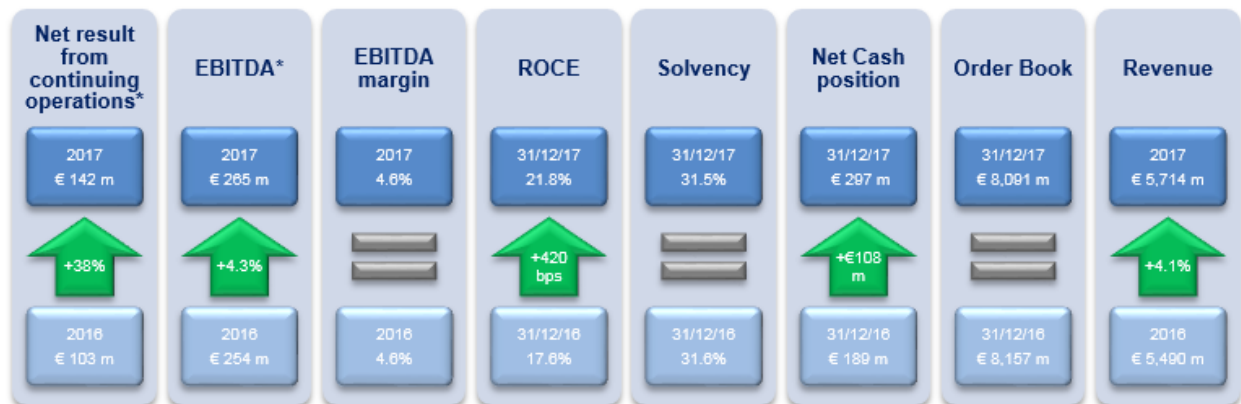 Net result
from
continuing
operations*
2017
€ 142 m
+38%
2016
€ 103 m
EBITDA*
2017
€ 265 m
+4.3%
2016
€ 254 m
EBITDA
margin
2017
4.6%
2016
4.6%
ROCE
31/12/17
21.8%
+420
bps
31/12/16
17.6%
Solvency
31/12/17
31.5%
31/12/16
31.6%
Net Cash
position
31/12/17
€ 297 m
+€108
m
31/12/16
€ 189 m
Order Book
31/12/17
€ 8,091 m
31/12/16
€ 8,157 m
Revenue
2017
€ 5,714 m
+4.1%
2016
€ 5,490 m